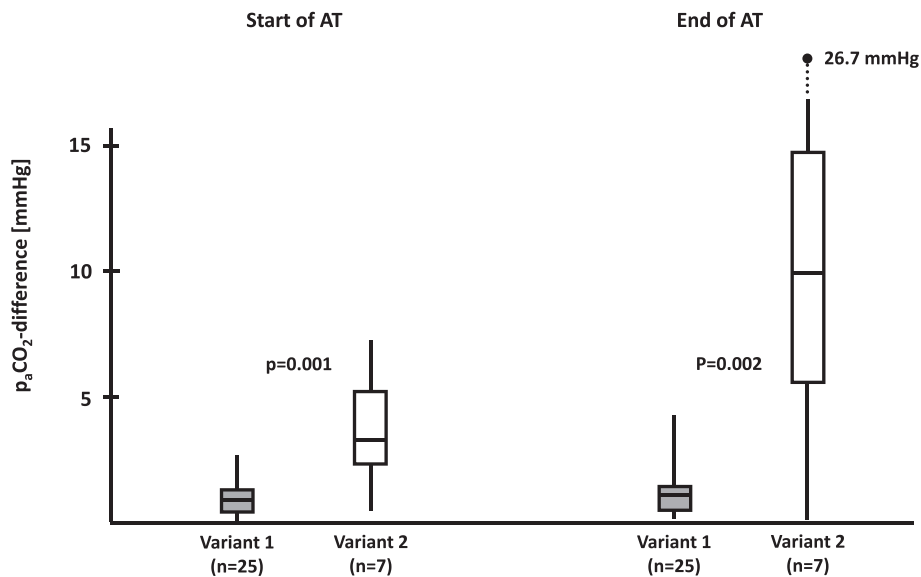 Start of AT
End of AT
26.7 mmHg
paCO2-difference [mmHg]
15
10
5
p=0.001
P=0.002
Variant 1
(n=25)
Variant 2
(n=7)
Variant 1
(n=25)
Variant 2
(n=7)